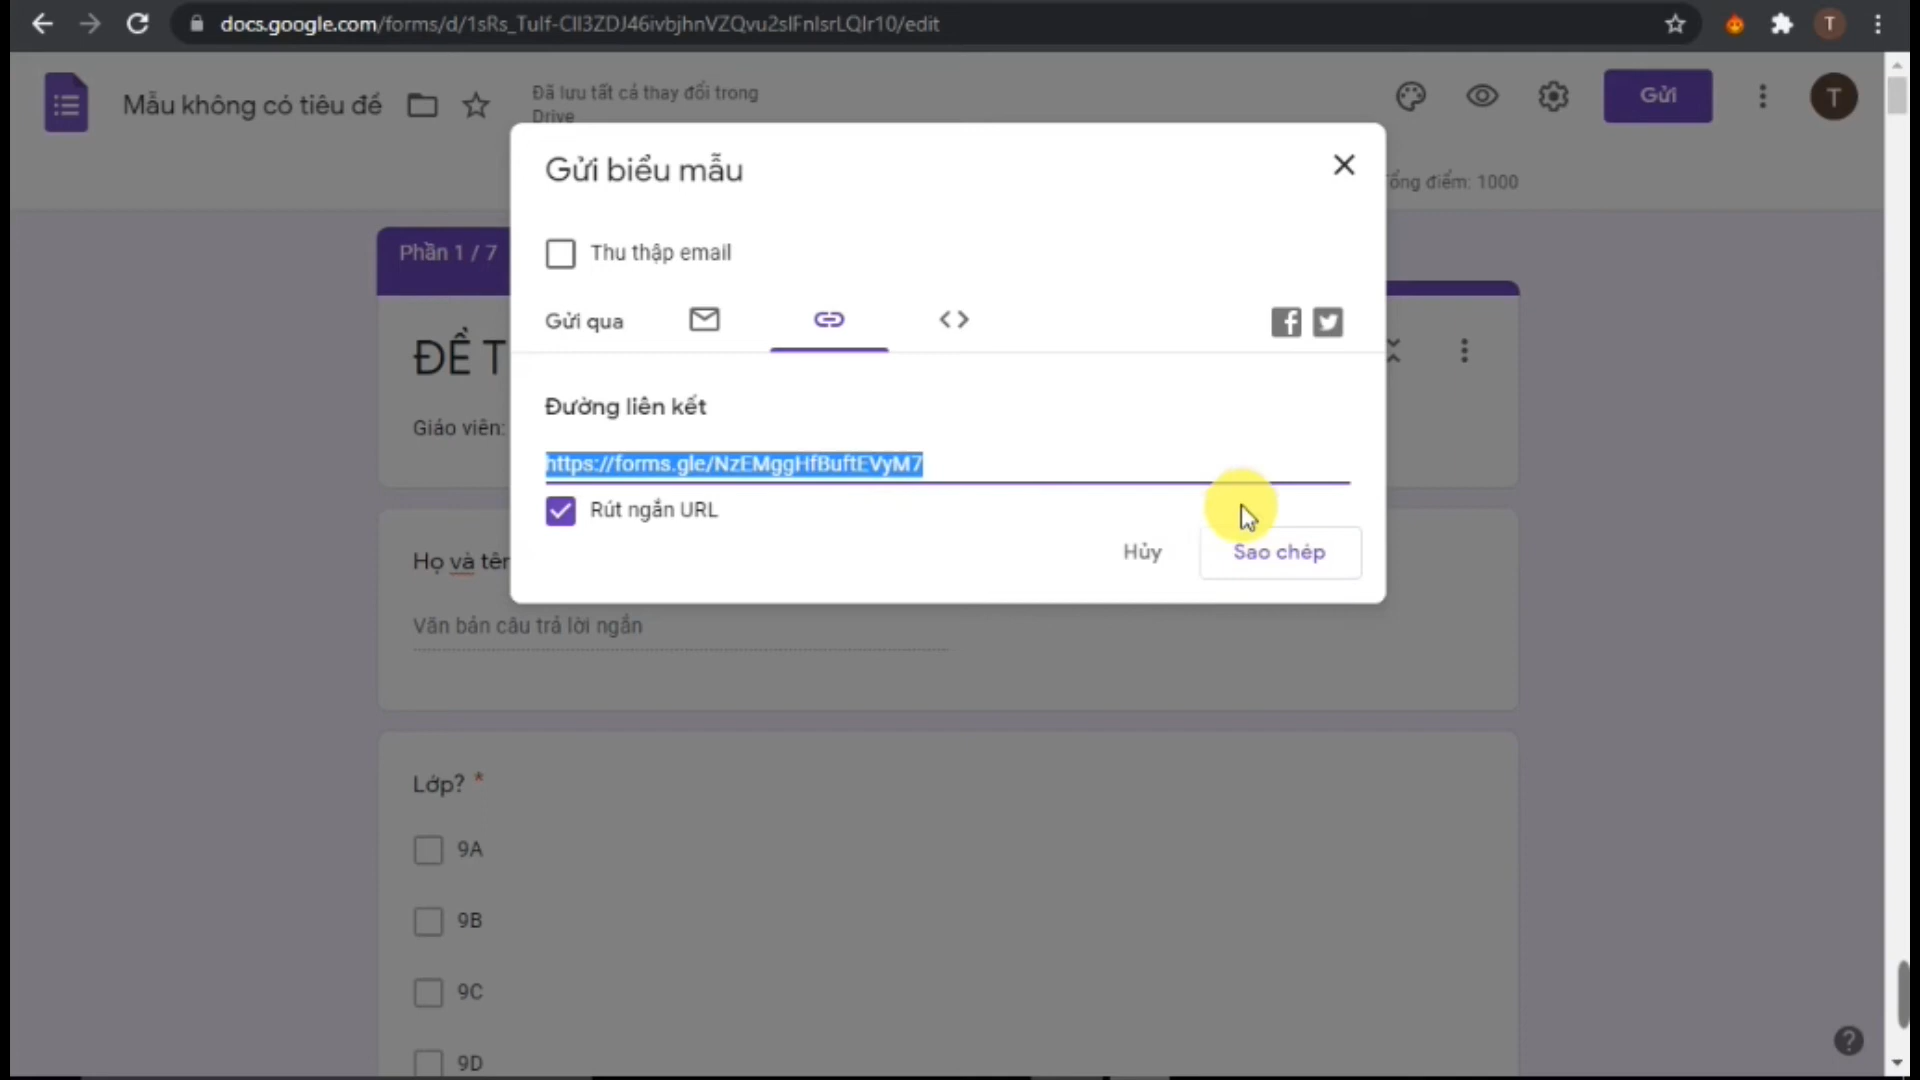 docs.google.com/forms/d/1sRs_Tulf-Cll3ZDJ46ivbjhnVZQvu2slFnlsrLQlr10/edit
T
Mẫu không có tiêu đề
Đã lưu tất cả thay đổi trong
Drive
Gửi
T
Gửi biểu mẫu
Tổng điểm: 1000
Thu thập email
Phần 1 / 7
Gửi qua
ĐỀ T
Đường liên kết
Giáo viên:
https://forms.gle/NzEMggHfBuftEVyM7
Rút ngắn URL
Hủy
Sao chép
Họ và tên
Văn bản câu trả lời ngắn
Lớp? *
9A
9B
9C
9D